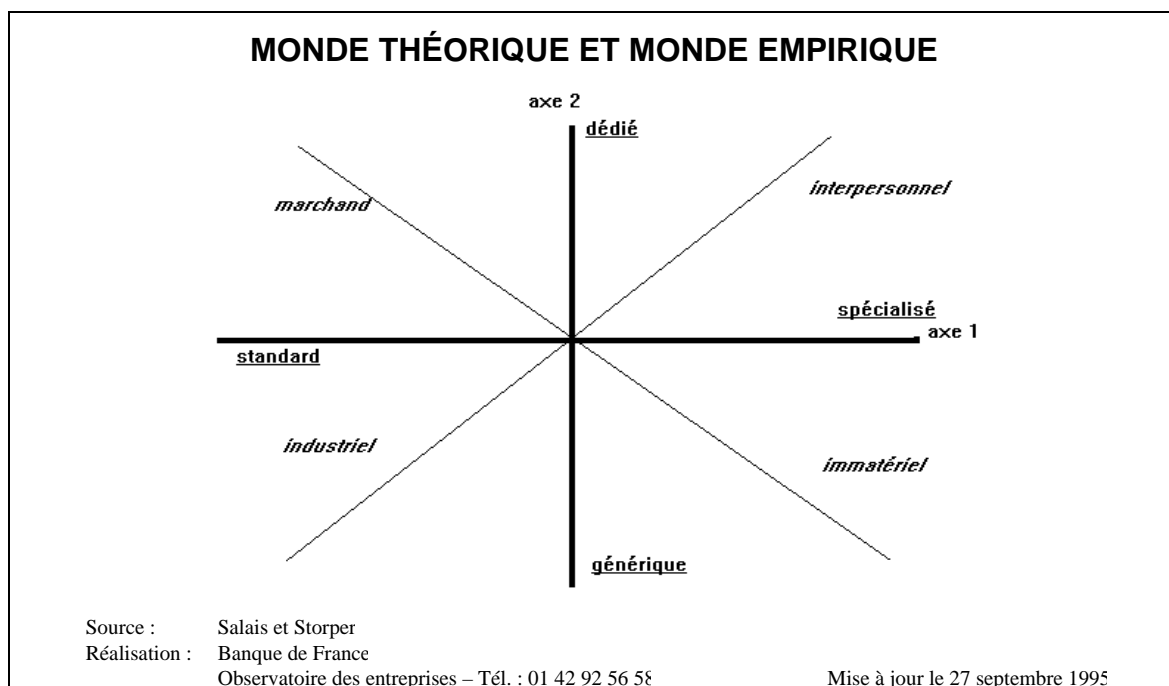 MONDE THÉORIQUE ET MONDE EMPIRIQUE
axe 2
dédié
interpersonnel
marchand
spécialisé
axe 1
standard
industriel
immatériel
générique
Source : Salais et Storper
Réalisation : Banque de France
Observatoire des entreprises – Tél. : 01 42 92 56 58 Mise à jour le 27 septembre 1995